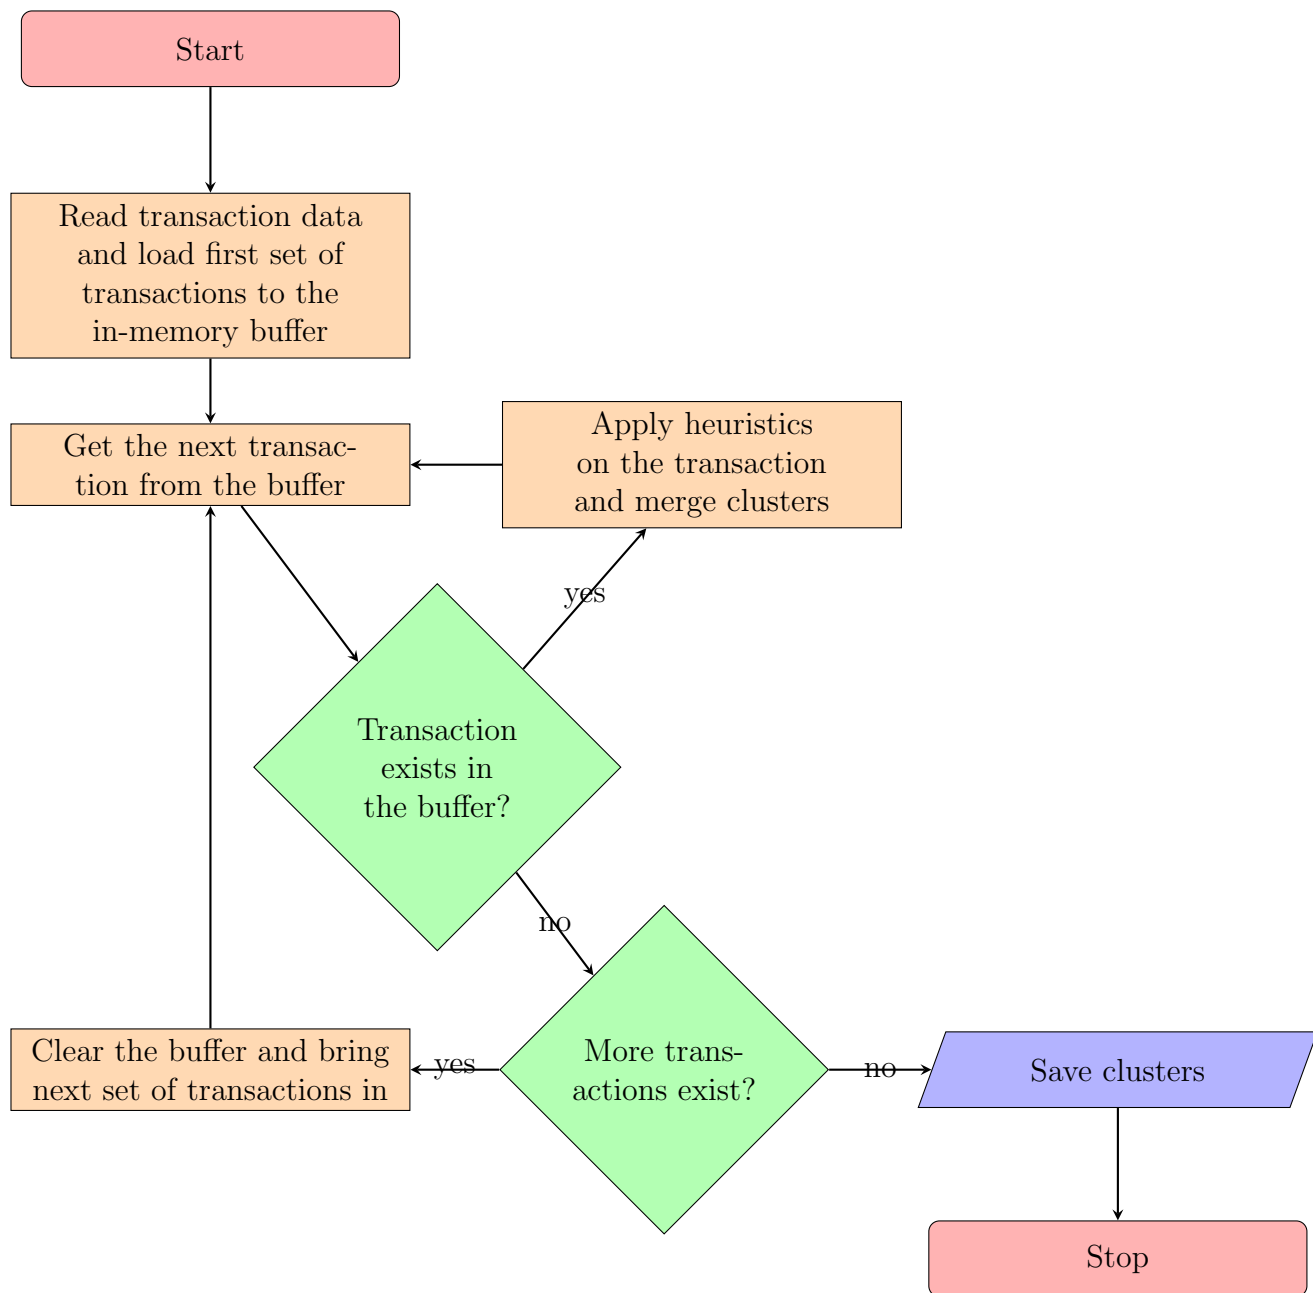 Start
Read transaction data
and load first set of
transactions to the
in-memory buffer
Get the next transac-
tion from the buffer
Apply heuristics
on the transaction
and merge clusters
yes
Transaction
exists in
the buffer?
no
More trans-
actions exist?
yes
Clear the buffer and bring
next set of transactions in
no
Save clusters
Stop